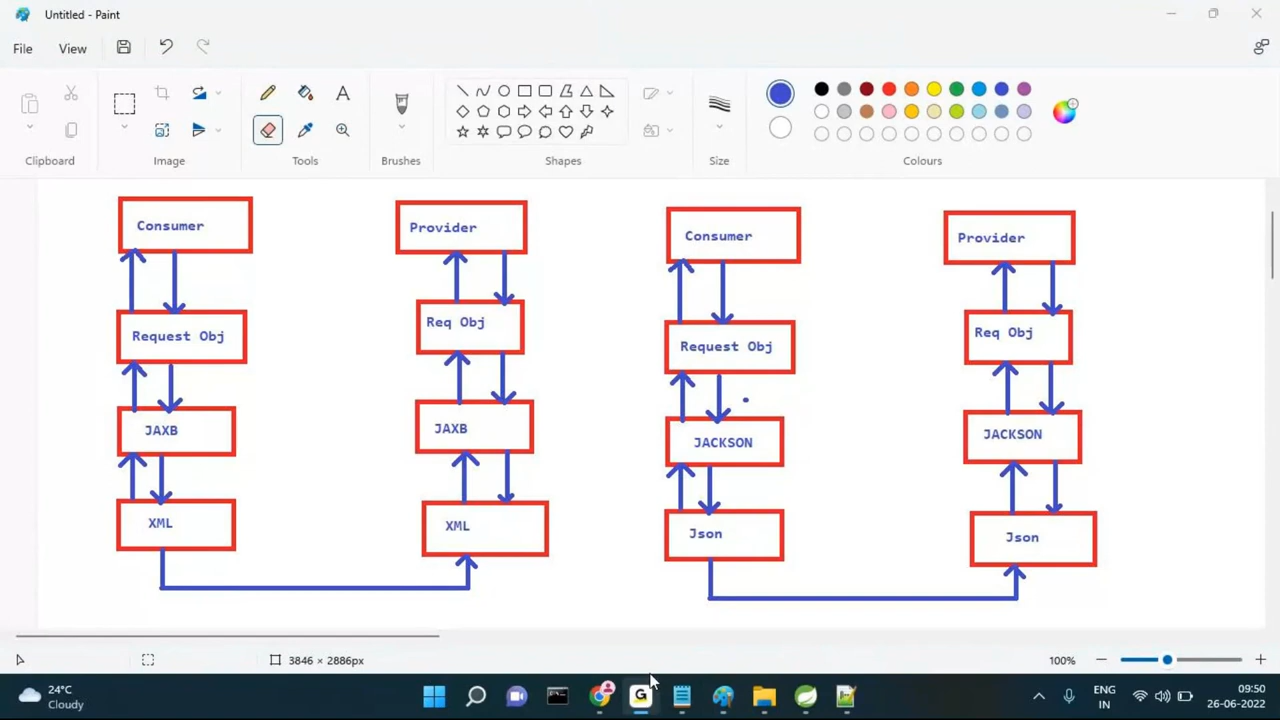 Untitled - Paint
File
View
Clipboard
Image
Tools
Brushes
Shapes
Size
Colours
Consumer
Provider
Request Obj
Req Obj
JAXB
JAXB
XML
XML
Consumer
Provider
Request Obj
Req Obj
JACKSON
JACKSON
Json
Json
3846 × 2886px
100%
24°C
Cloudy
G
ENG
IN
09:50
26-06-2022